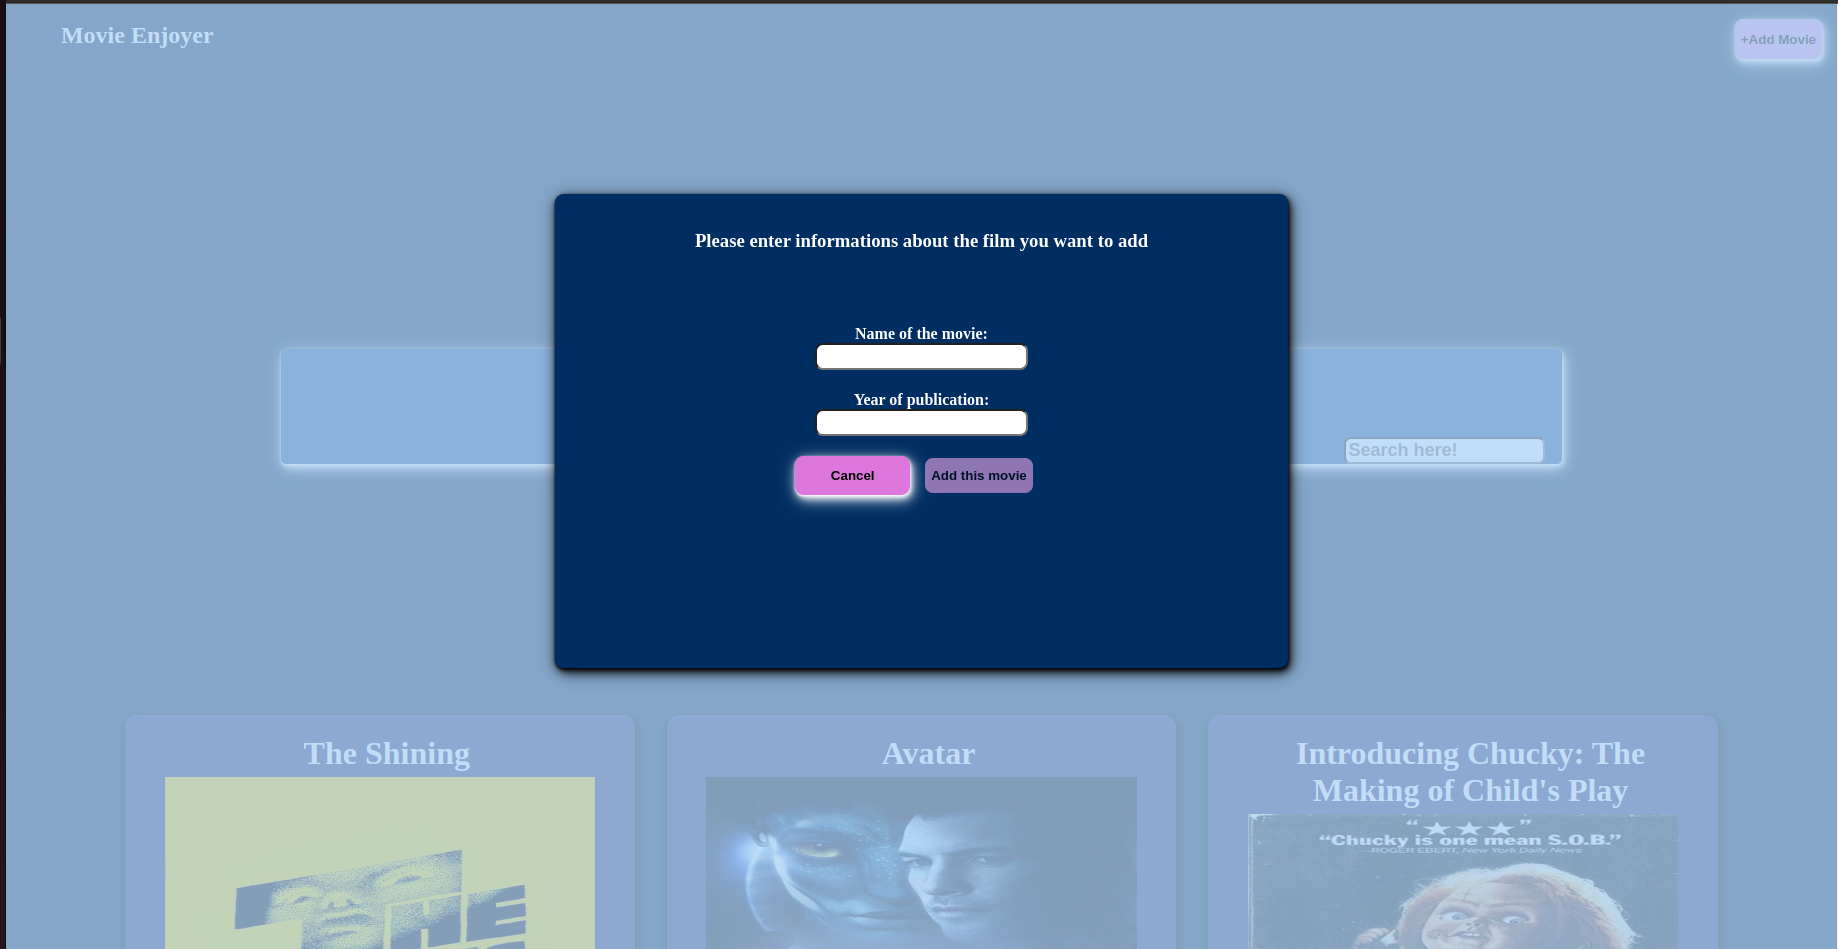 Movie Enjoyer
+Add Movie
Please enter informations about the film you want to add
Name of the movie:
Year of publication:
Search here!
Cancel
Add this movie
The Shining
Avatar
Introducing Chucky: The
Making of Child's Play
“ ★★★ ”
“Chucky is one mean S.O.B.”
—ROGER EBERT, New York Daily News
THE